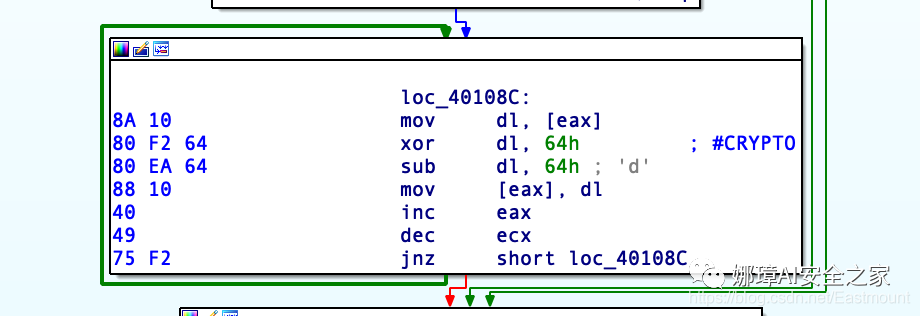 loc_40108C:
8A 10 mov dl, [eax]
80 F2 64 xor dl, 64h ; #CRYPTO
80 EA 64 sub dl, 64h ; 'd'
88 10 mov [eax], dl
40 inc eax
49 dec ecx
75 F2 jnz short loc_40108C
娜璋AI安全之家
https://blog.csdn.net/Eastmount